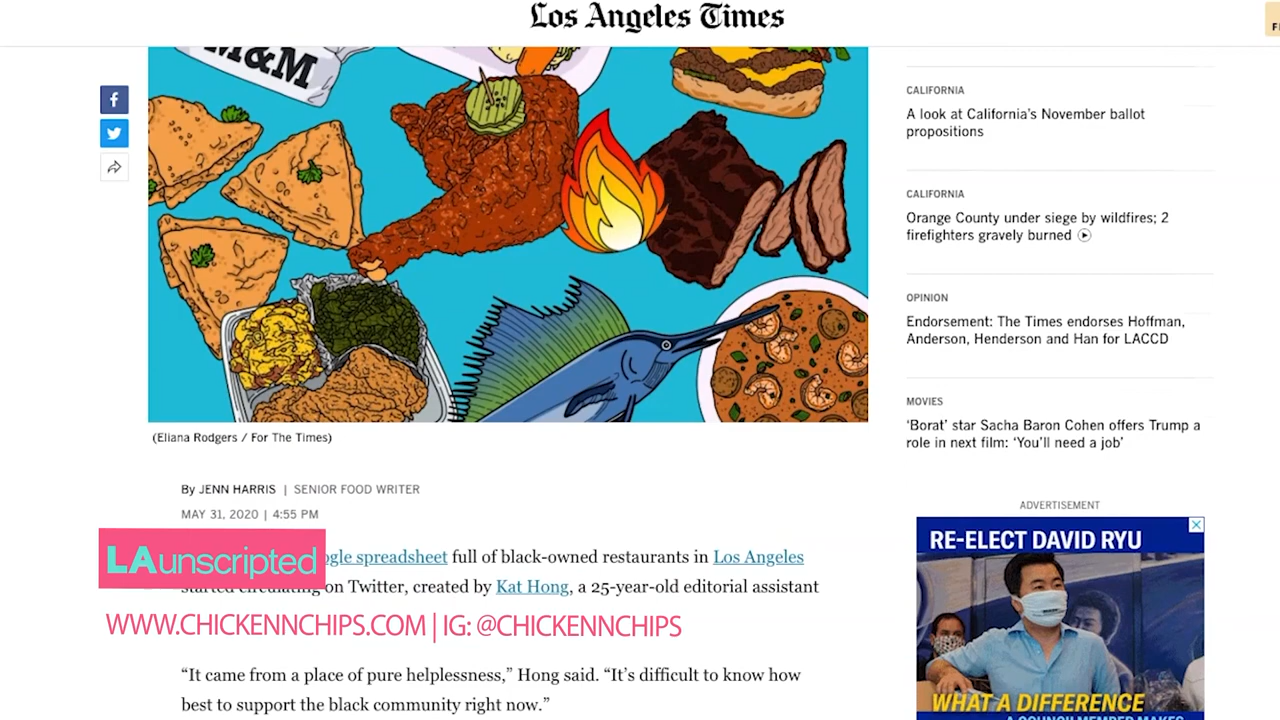 Los Angeles Times
M&M
CALIFORNIA
A look at California's November ballot
propositions
CALIFORNIA
Orange County under siege by wildfires; 2
firefighters gravely burned
OPINION
Endorsement: The Times endorses Hoffman,
Anderson, Henderson and Han for LACCD
MOVIES
‘Borat’ star Sacha Baron Cohen offers Trump a
role in next film: ‘You’ll need a job’
(Eliana Rodgers / For The Times)
By JENN HARRIS | SENIOR FOOD WRITER
MAY 31, 2020 | 4:55 PM
LAunscripted
ogle spreadsheet full of black-owned restaurants in Los Angeles
on Twitter, created by Kat Hong, a 25-year-old editorial assistant
WWW.CHICKENNCHIPS.COM | IG: @CHICKENNCHIPS
“It came from a place of pure helplessness,” Hong said. “It’s difficult to know how
best to support the black community right now.”
ADVERTISEMENT
RE-ELECT DAVID RYU
WHAT A DIFFERENCE
A COUNCIL MEMBER MAKES